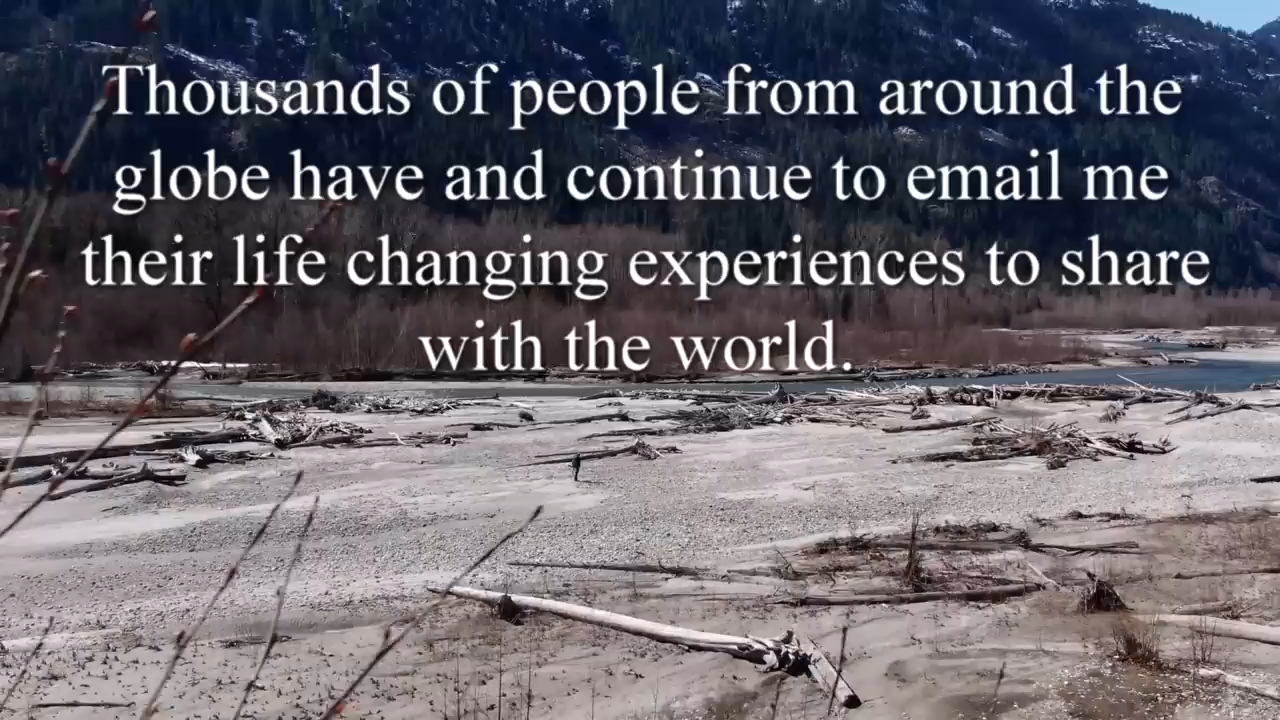 Thousands of people from around the
globe have and continue to email me
their life changing experiences to share
with the world.